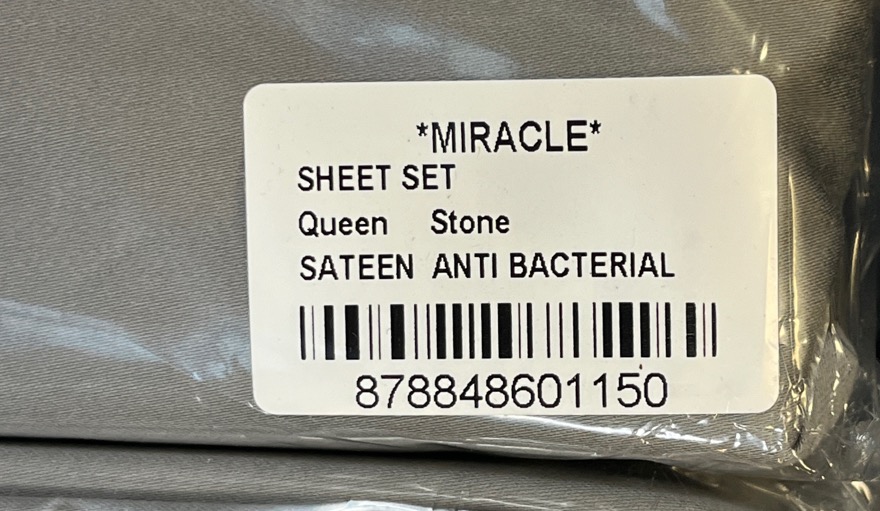 *MIRACLE*
SHEET SET
Queen Stone
SATEEN ANTI BACTERIAL
878848601150